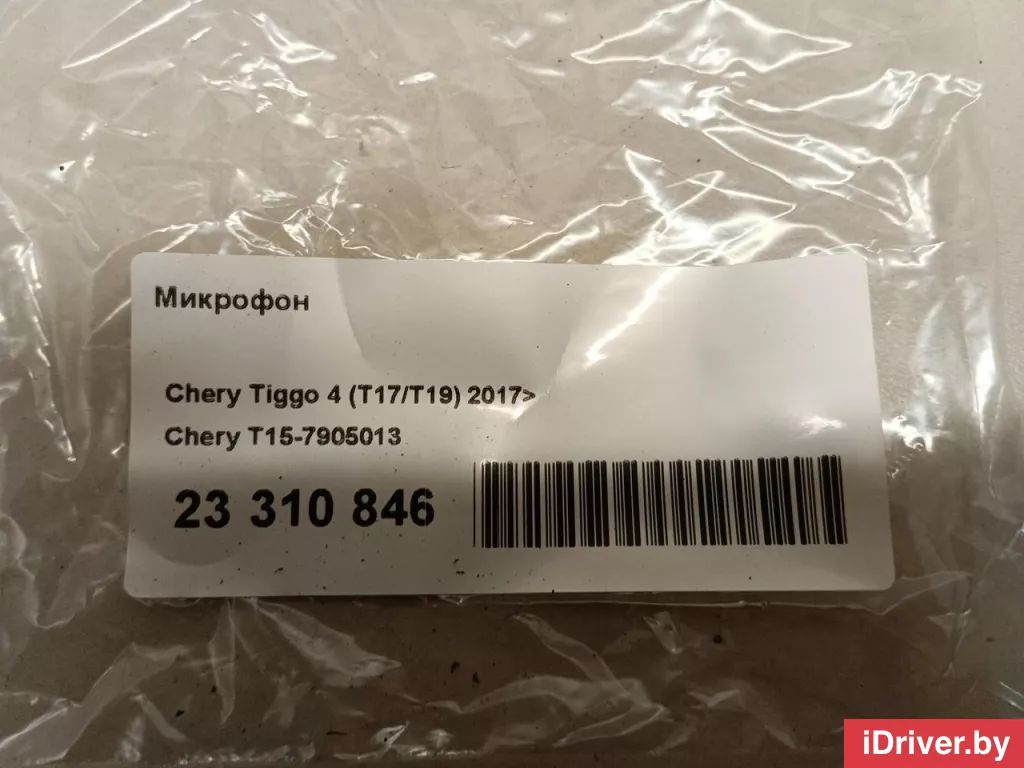 Микрофон
Chery Tiggo 4 (T17/T19) 2017>
Chery T15-7905013
23 310 846
iDriver.by